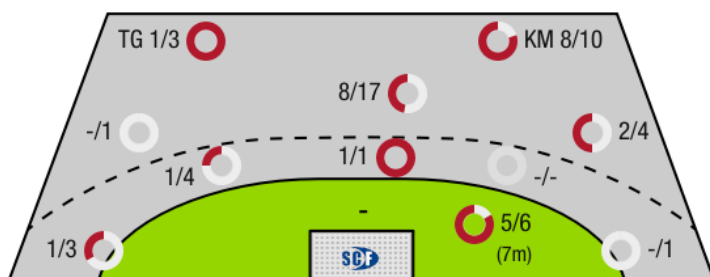 TG 1/3
KM 8/10
8/17
-/1
2/4
1/4
1/1
-/-
-
5/6
(7m)
1/3
SCF
-/1